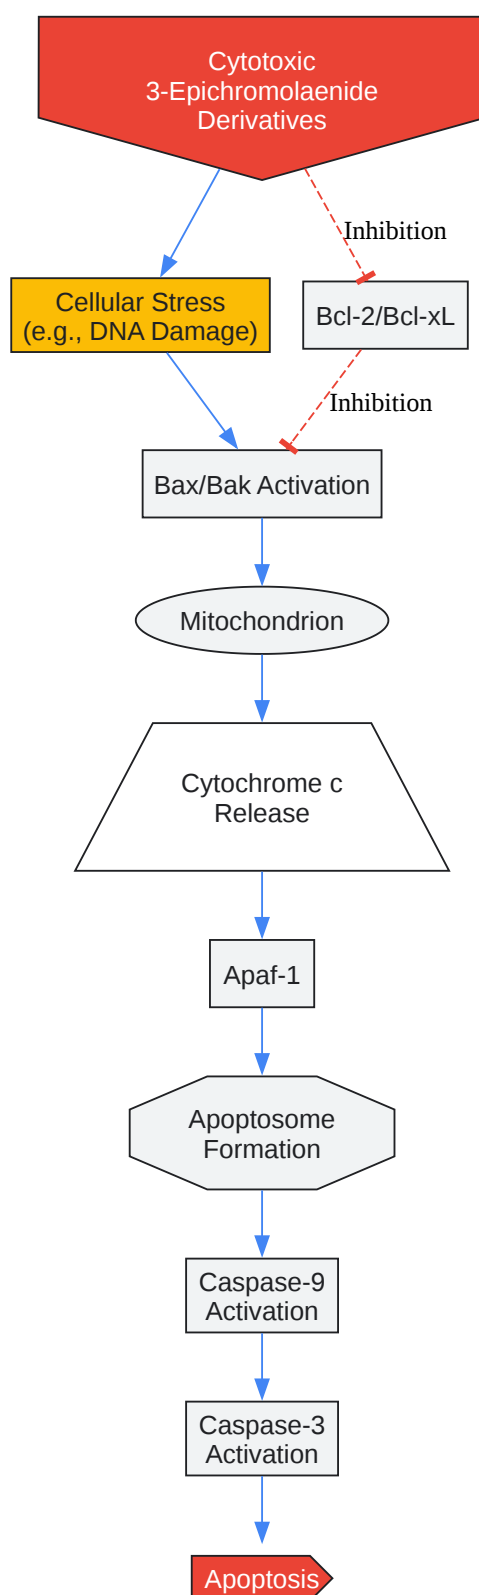 Cytotoxic
3-Epichromolaenide
Derivatives
Inhibition
Cellular Stress
(e.g., DNA Damage)
Bcl-2/Bcl-xL
Inhibition
Bax/Bak Activation
Mitochondrion
Cytochrome c
Release
Apaf-1
Apoptosome
Formation
Caspase-9
Activation
Caspase-3
Activation
Apoptosis